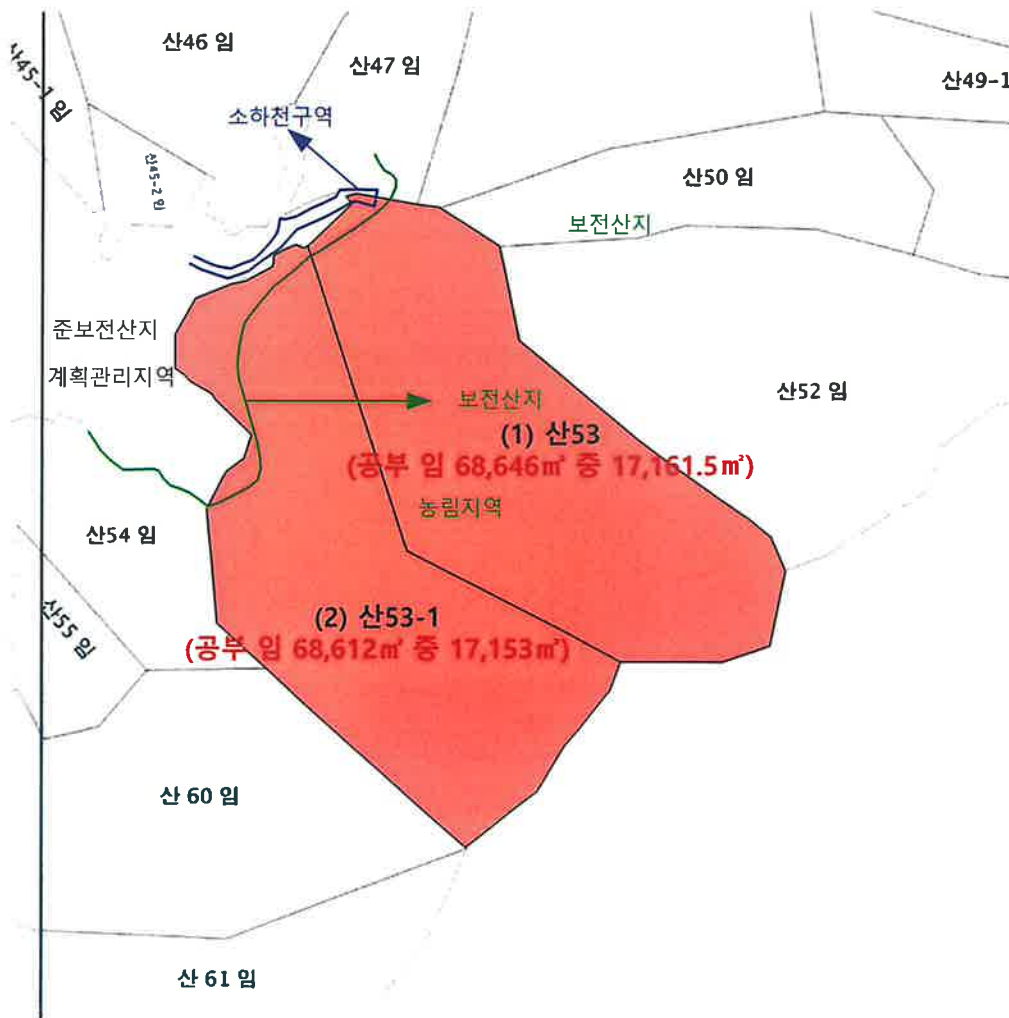 산46 임
산47 임
산45-1 임
산49-1
소하천구역
산45-2 임
산50 임
보전산지
준보전산지
계획관리지역
산52 임
보전산지
(1) 산53
(공부 임 68,646㎡ 중 17,161.5㎡)
농림지역
산54 임
산55 임
(2) 산53-1
(공부 임 68,612㎡ 중 17,153㎡)
산 60 임
산 61 임